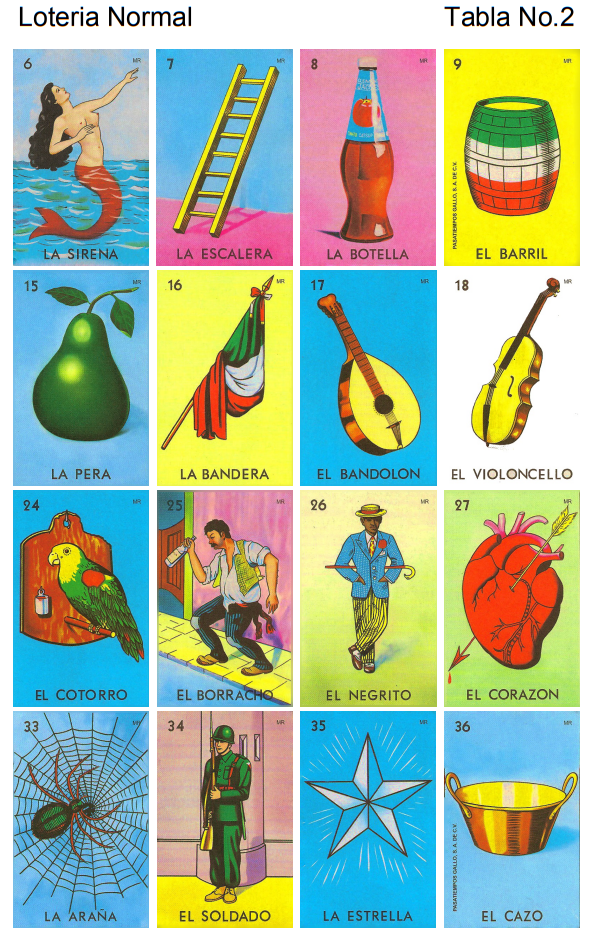 Loteria Normal Tabla No.2
6 MR
LA SIRENA
7 MR
LA ESCALERA
8 MR
LA BOTELLA
9 MR
PASATIEMPOS GALLO, S. A. DE C.V.
EL BARRIL
15 MR
LA PERA
16 MR
LA BANDERA
17 MR
EL BANDOLON
18 MR
EL VIOLONCELLO
24 MR
EL COTORRO
25 MR
EL BORRACHO
26 MR
EL NEGRITO
27 MR
EL CORAZON
33 MR
LA ARAÑA
34 MR
EL SOLDADO
35 MR
LA ESTRELLA
36 MR
PASATIEMPOS GALLO, S. A. DE C.V.
EL CAZO